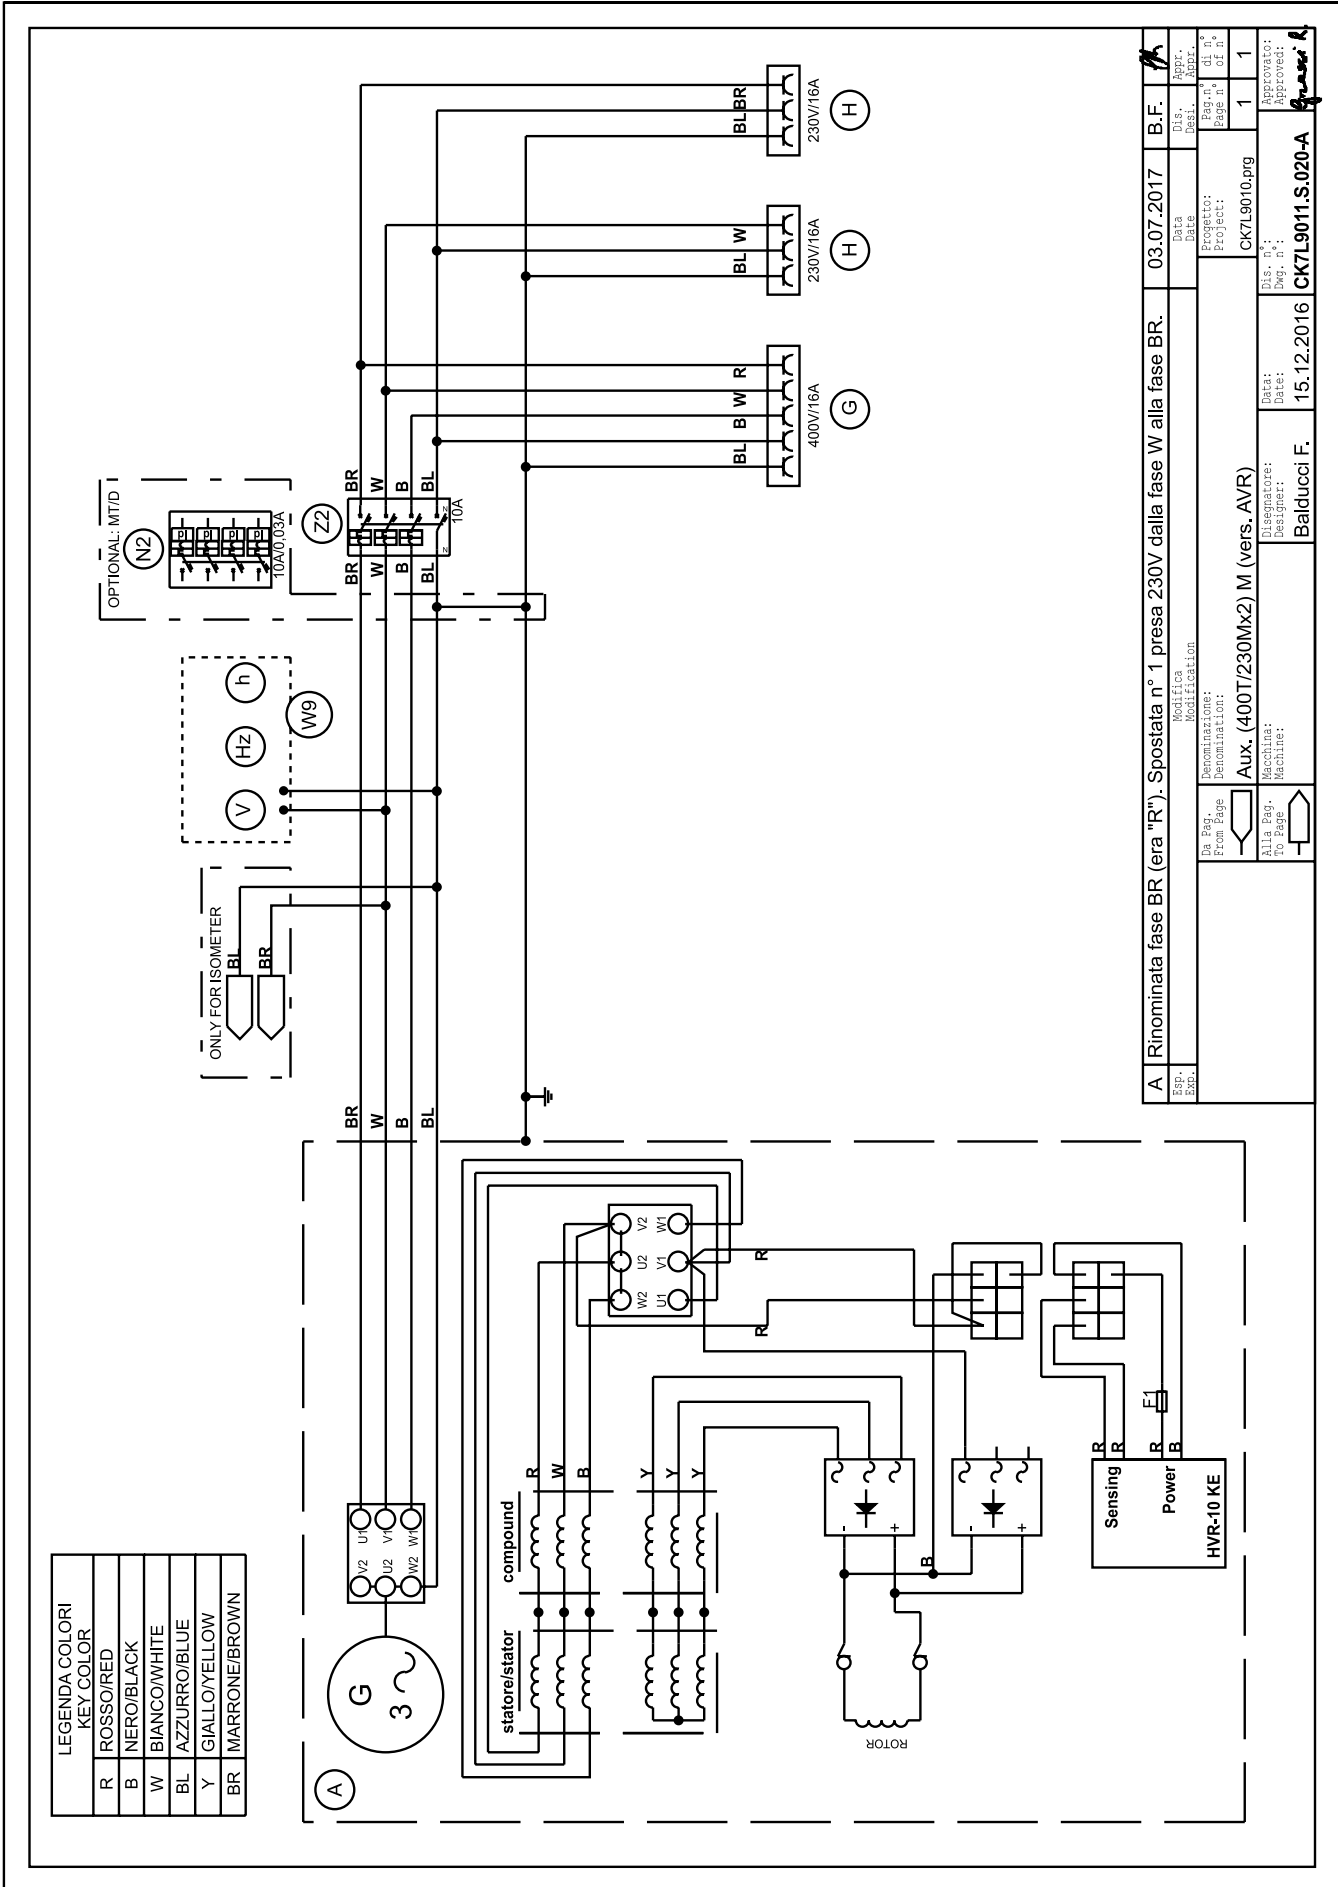 LEGENDA COLORI
KEY COLOR
R ROSSO/RED
B NERO/BLACK
W BIANCO/WHITE
BL AZZURRO/BLUE
Y GIALLO/YELLOW
BR MARRONE/BROWN
A
G
3
V2 U1
U2 V1
W2 W1
BR
W
B
BL
ONLY FOR ISOMETER
BL
BR
V
Hz
h
W9
OPTIONAL: MT/D
N2
Id Id Id Id
10A/0,03A
BR
W
B
BL
Z2
N N
10A
BR
W
B
BL
BL B W R
400V/16A
G
BL W
230V/16A
H
BL BR
230V/16A
H
statore/stator
compound
R
W
B
Y
Y
Y
W2 U2 V2
U1 V1 W1
R
R
- +
- +
B
ROTOR
F1
R
R
R
B
Sensing
Power
HVR-10 KE
A Rinominata fase BR (era "R"). Spostata n° 1 presa 230V dalla fase W alla fase BR. 03.07.2017 B.F.
Esp.
Exp.
Modifica
Modification
Data
Date
Dis.
Desi.
Appr.
Appr.
Da Pag.
From Page
Denominazione:
Denomination:
Aux. (400T/230Mx2) M (vers. AVR)
Progetto:
Project:
CK7L9010.prg
Pag.n°
Page n°
1
di n°
of n°
1
Alla Pag.
To Page
Macchina:
Machine:
Disegnatore:
Designer:
Balducci F.
Data:
Date:
15.12.2016
Dis. n°:
Dwg. n°:
CK7L9011.S.020-A
Approvato:
Approved: